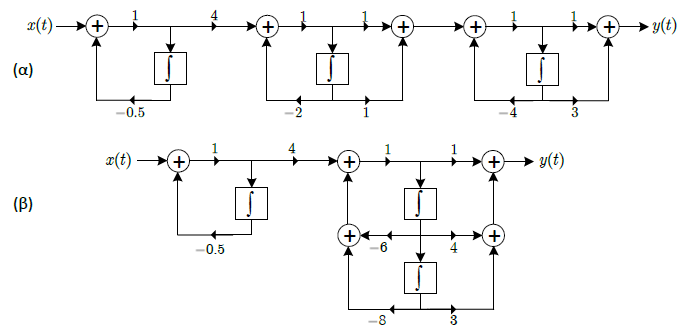 x(t) + 1 4 + 1 1 + + 1 1 + y(t)
(α) ∫ ∫ ∫
−0.5 −2 1 −4 3
x(t) + 1 4 + 1 1 + y(t)
(β) ∫ ∫
−0.5 + −6 4 +
∫
−8 3